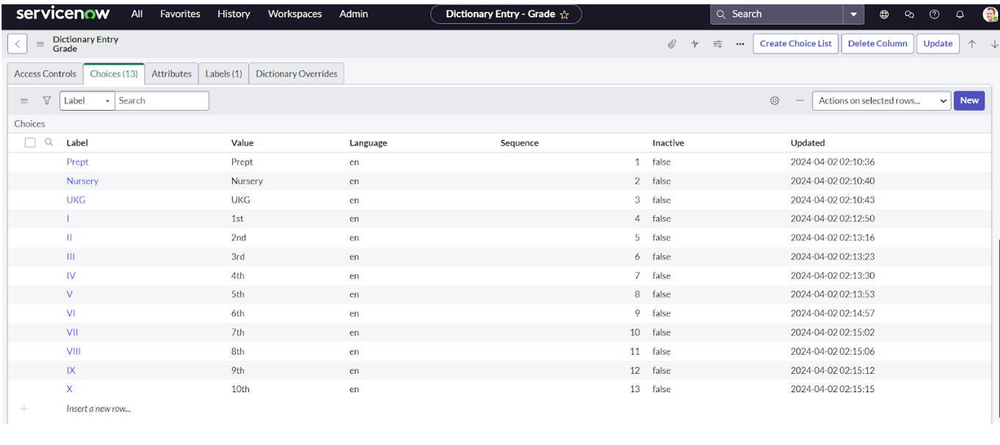 servicenow All Favorites History Workspaces Admin Dictionary Entry - Grade Search
Dictionary Entry
Grade
Create Choice List Delete Column Update
Access Controls Choices (13) Attributes Labels (1) Dictionary Overrides
Label Search Actions on selected rows... New
Choices
Label Value Language Sequence Inactive Updated
Prept Prept en 1 false 2024-04-02 02:10:36
Nursery Nursery en 2 false 2024-04-02 02:10:40
UKG UKG en 3 false 2024-04-02 02:10:43
I 1st en 4 false 2024-04-02 02:12:50
II 2nd en 5 false 2024-04-02 02:13:16
III 3rd en 6 false 2024-04-02 02:13:23
IV 4th en 7 false 2024-04-02 02:13:30
V 5th en 8 false 2024-04-02 02:13:53
VI 6th en 9 false 2024-04-02 02:14:57
VII 7th en 10 false 2024-04-02 02:15:02
VIII 8th en 11 false 2024-04-02 02:15:06
IX 9th en 12 false 2024-04-02 02:15:12
X 10th en 13 false 2024-04-02 02:15:15
Insert a new row...